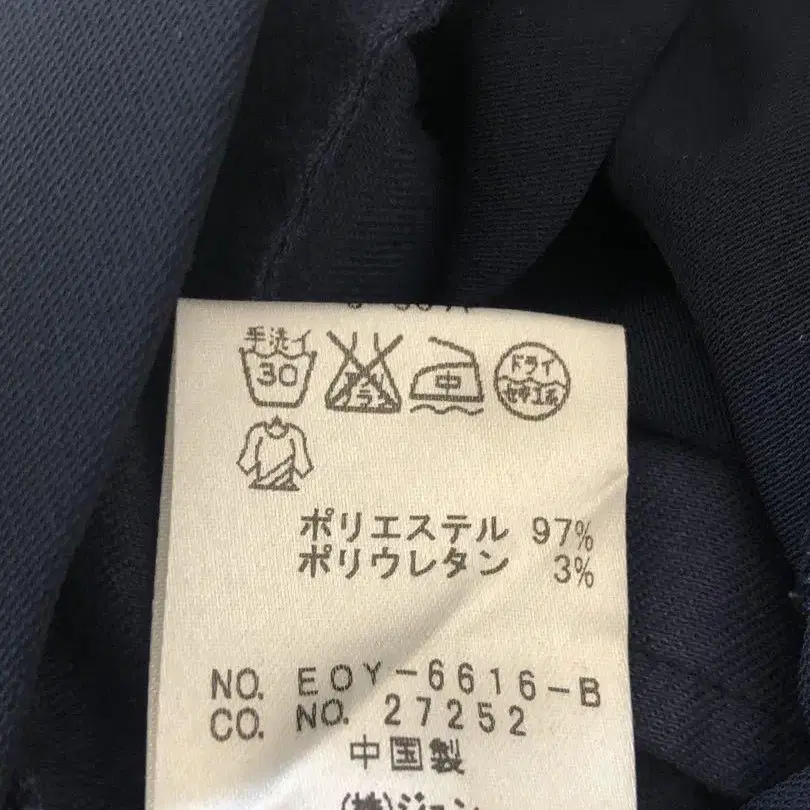 手洗イ
30
中
ドライ
セキユ系
ポリエステル 97%
ポリウレタン 3%
NO. EOY-6616-B
CO. NO. 27252
中国製